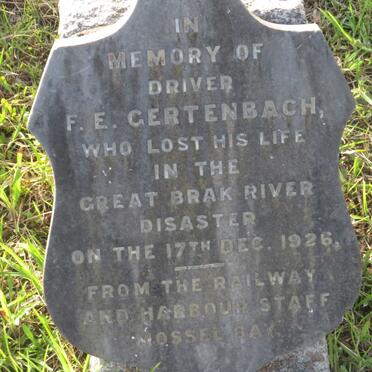 IN
MEMORY OF
DRIVER
F. E. GERTENBACH,
WHO LOST HIS LIFE
IN THE
GREAT BRAK RIVER
DISASTER
ON THE 17TH DEC. 1926.
FROM THE RAILWAY
AND HARBOUR STAFF
MOSSEL BAY